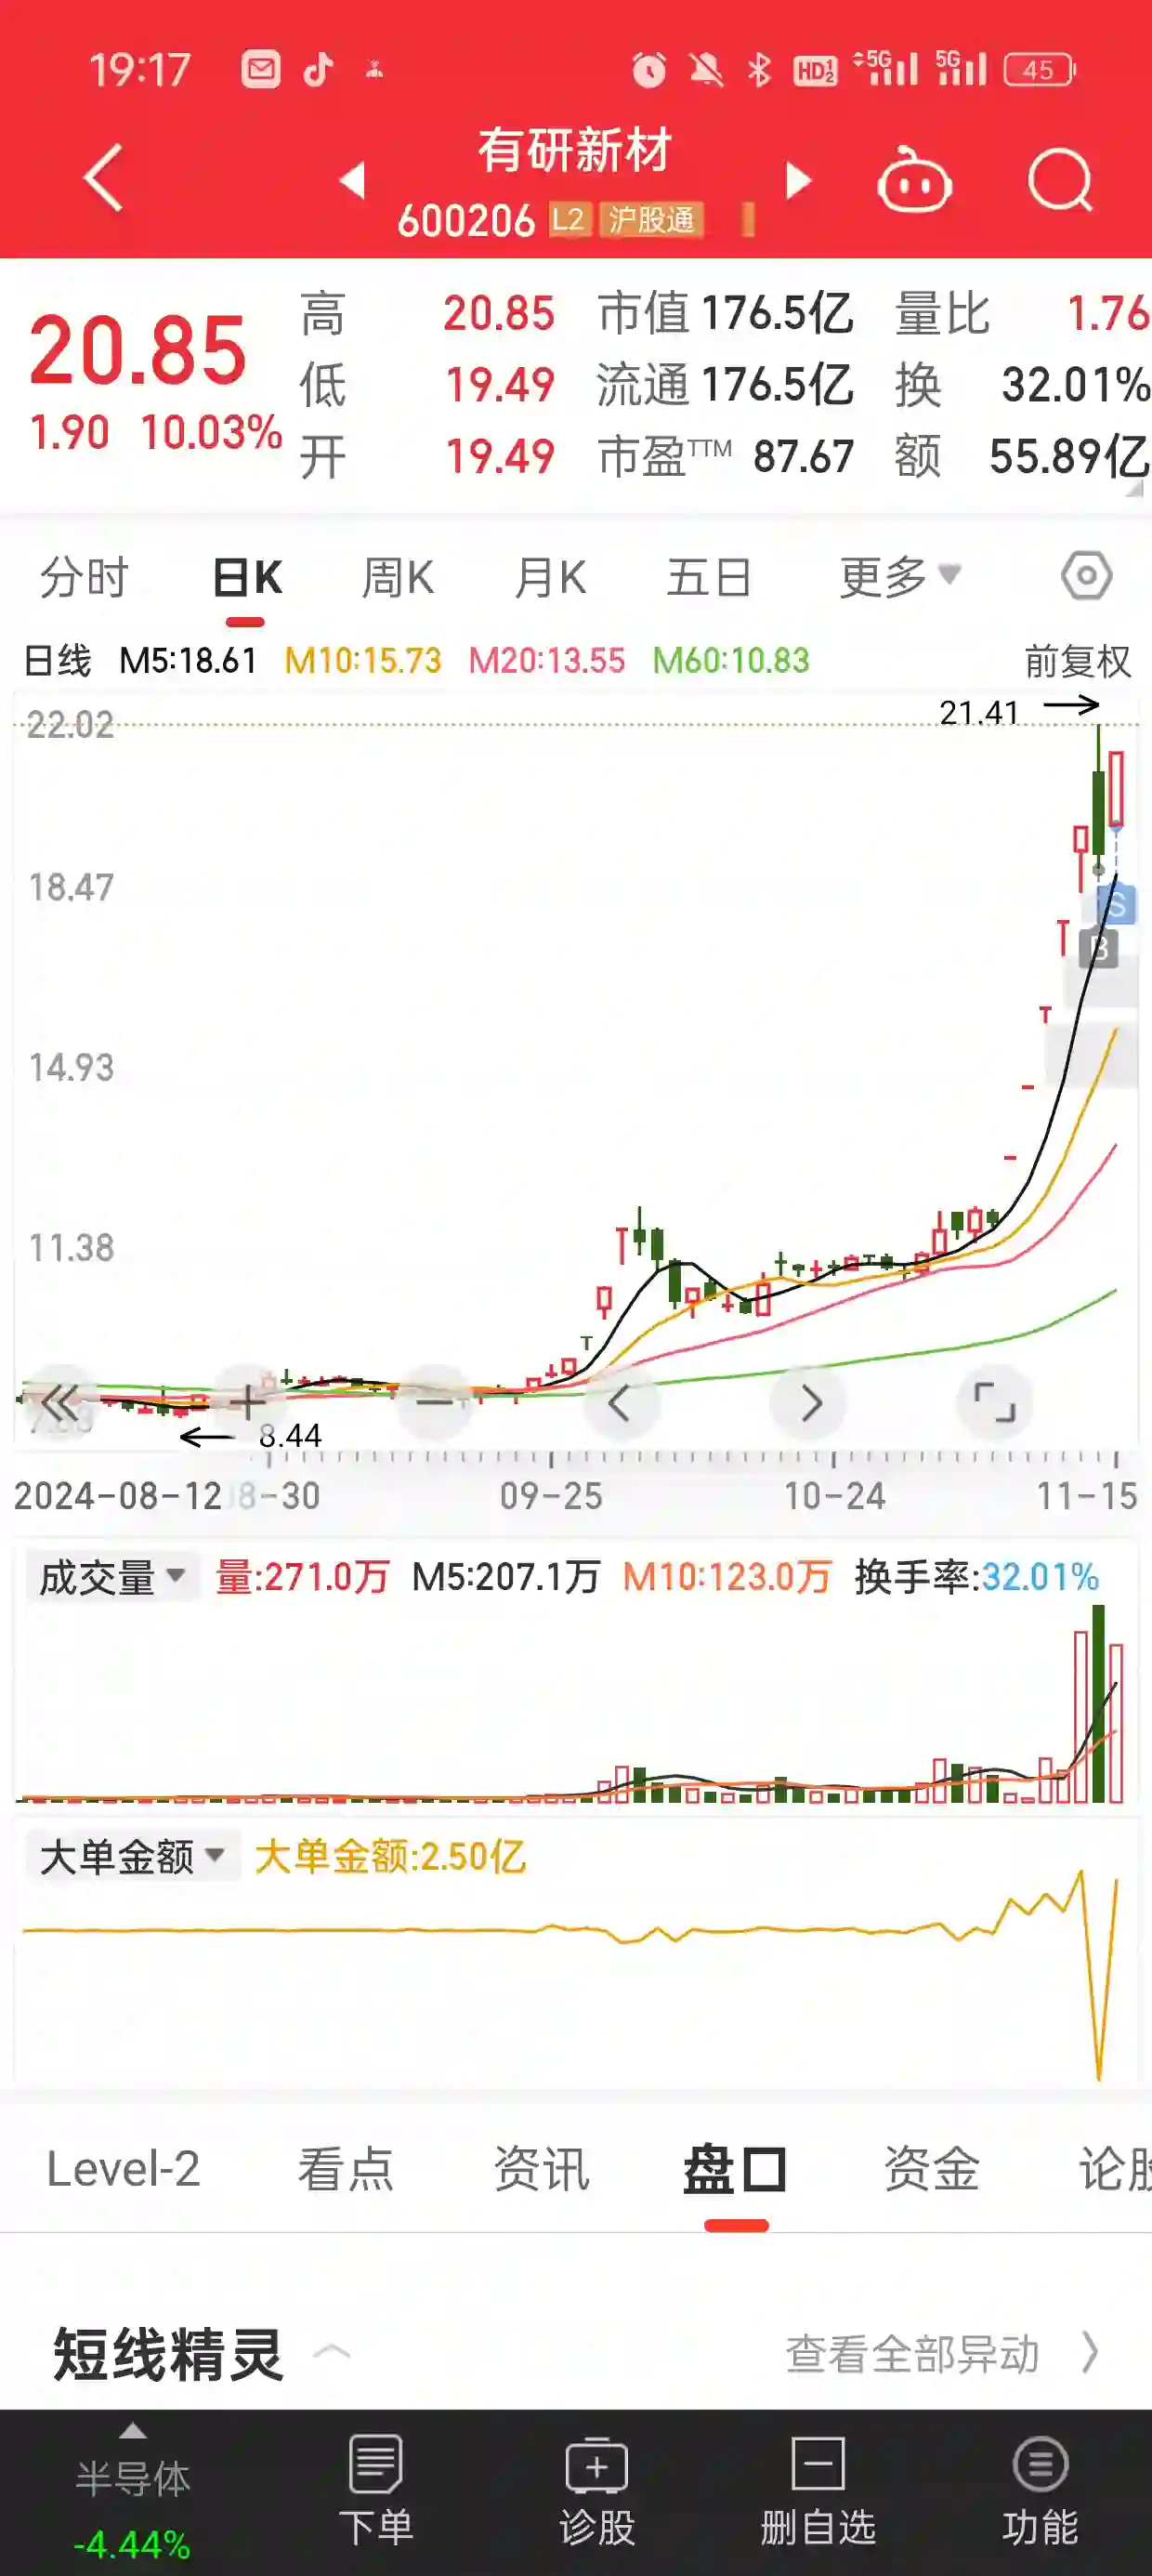 19:17 HD 1 2 5G 5G 45
有研新材
600206 L2 沪股通
20.85 高 20.85 市值 176.5亿 量比 1.76
低 19.49 流通 176.5亿 换 32.01%
1.90 10.03% 开 19.49 市盈TTM 87.67 额 55.89亿
分时 日K 周K 月K 五日 更多
日线 M5:18.61 M10:15.73 M20:13.55 M60:10.83 前复权
21.41
22.02
18.47
S
B
14.93
11.38
8.44
2024-08-12 8-30 09-25 10-24 11-15
成交量 量:271.0万 M5:207.1万 M10:123.0万 换手率:32.01%
大单金额 大单金额:2.50亿
Level-2 看点 资讯 盘口 资金 论股
短线精灵 查看全部异动
半导体 下单 诊股 删自选 功能
-4.44%